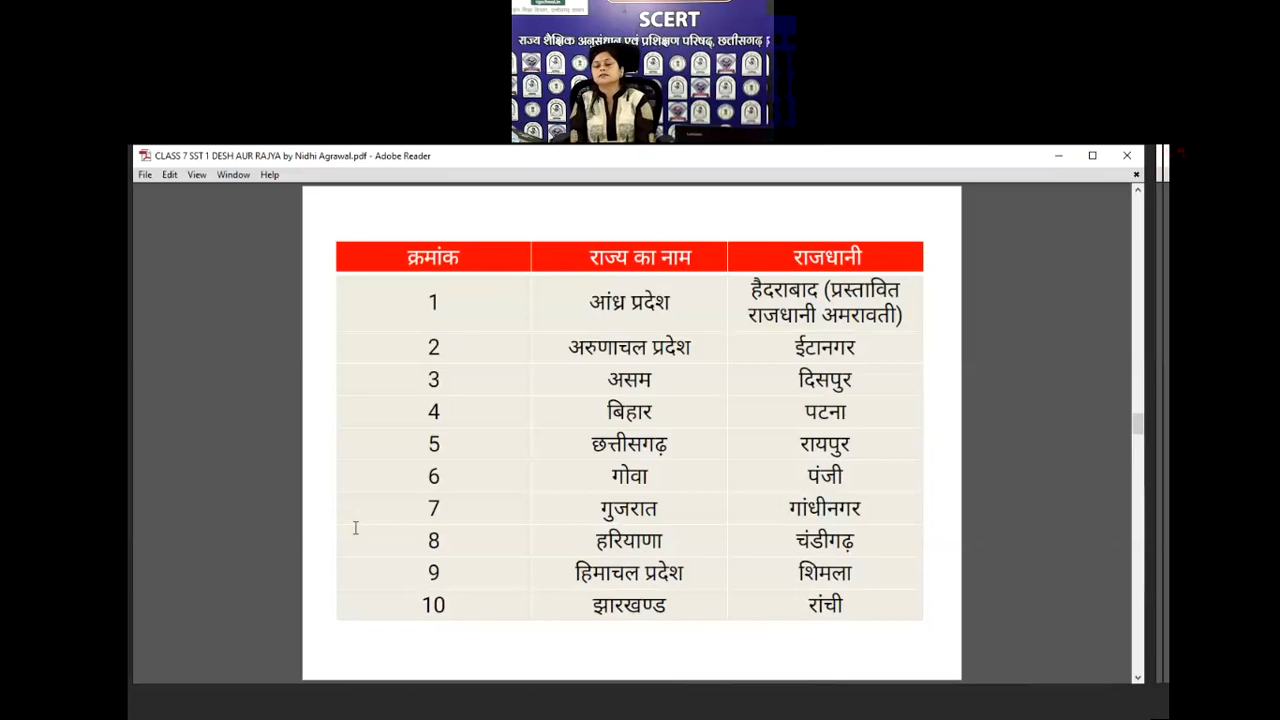 SCERT
राज्य शैक्षिक अनुसंधान एवं प्रशिक्षण परिषद्, छत्तीसगढ़
CLASS 7 SST 1 DESH AUR RAJYA by Nidhi Agrawal.pdf - Adobe Reader
File Edit View Window Help
क्रमांक राज्य का नाम राजधानी
1 आंध्र प्रदेश हैदराबाद (प्रस्तावित
राजधानी अमरावती)
2 अरुणाचल प्रदेश ईटानगर
3 असम दिसपुर
4 बिहार पटना
5 छत्तीसगढ़ रायपुर
6 गोवा पंजी
7 गुजरात गांधीनगर
8 हरियाणा चंडीगढ़
9 हिमाचल प्रदेश शिमला
10 झारखण्ड रांची